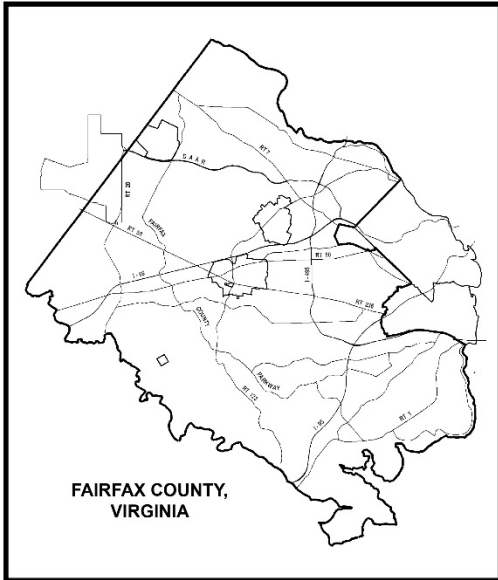 RT 7
DAAR
RT 28
FAIRFAX
RT 50
I-66
RT 50
I-495
RT 236
COUNTY
PARKWAY
RT 123
I-95
RT 1
FAIRFAX COUNTY,
VIRGINIA